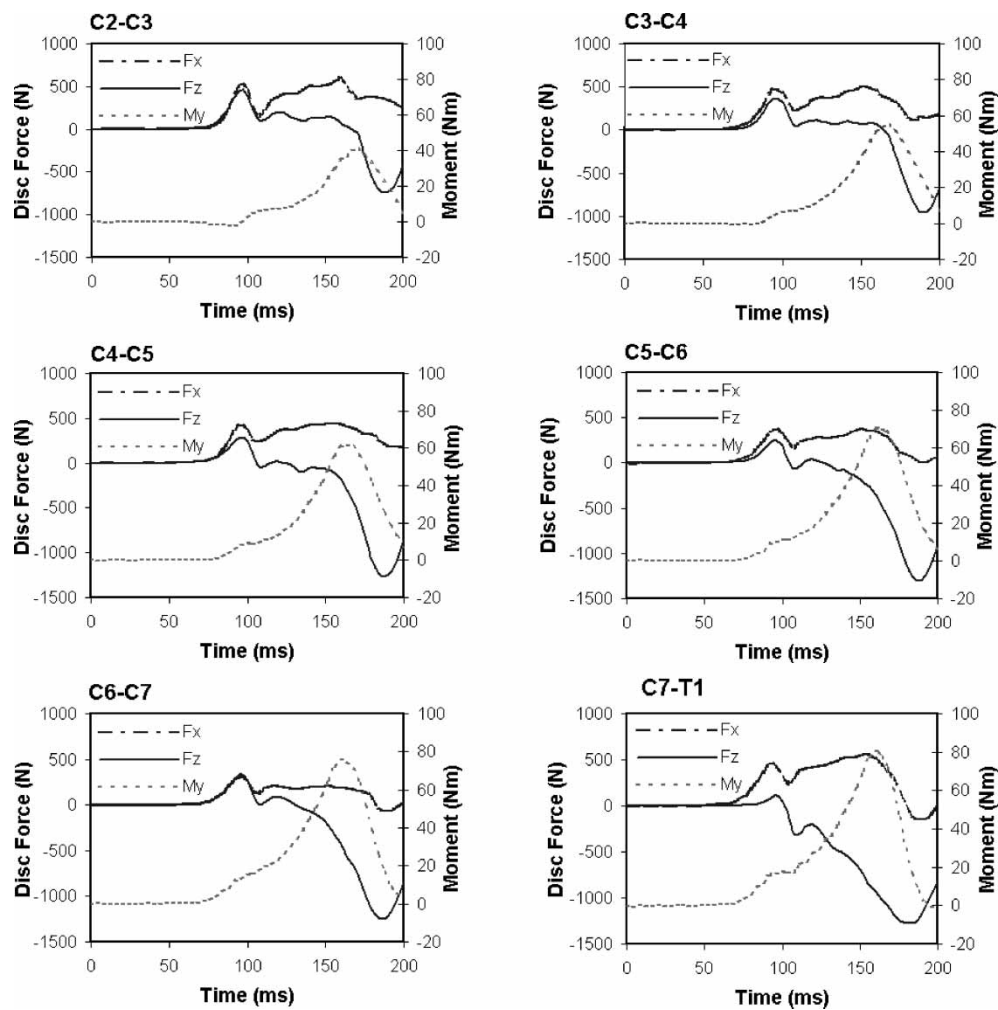 C2-C3
1000
500
0
-500
-1000
-1500
Disc Force (N)
Fx
Fz
My
100
80
60
40
20
0
-20
Moment (Nm)
0 50 100 150 200
Time (ms)
C3-C4
1000
500
0
-500
-1000
-1500
Disc Force (N)
Fx
Fz
My
100
80
60
40
20
0
-20
Moment (Nm)
0 50 100 150 200
Time (ms)
C4-C5
1000
500
0
-500
-1000
-1500
Disc Force (N)
Fx
Fz
My
100
80
60
40
20
0
-20
Moment (Nm)
0 50 100 150 200
Time (ms)
C5-C6
1000
500
0
-500
-1000
-1500
Disc Force (N)
Fx
Fz
My
100
80
60
40
20
0
-20
Moment (Nm)
0 50 100 150 200
Time (ms)
C6-C7
1000
500
0
-500
-1000
-1500
Disc Force (N)
Fx
Fz
My
100
80
60
40
20
0
-20
Moment (Nm)
0 50 100 150 200
Time (ms)
C7-T1
1000
500
0
-500
-1000
-1500
Disc Force (N)
Fx
Fz
My
100
80
60
40
20
0
-20
Moment (Nm)
0 50 100 150 200
Time (ms)